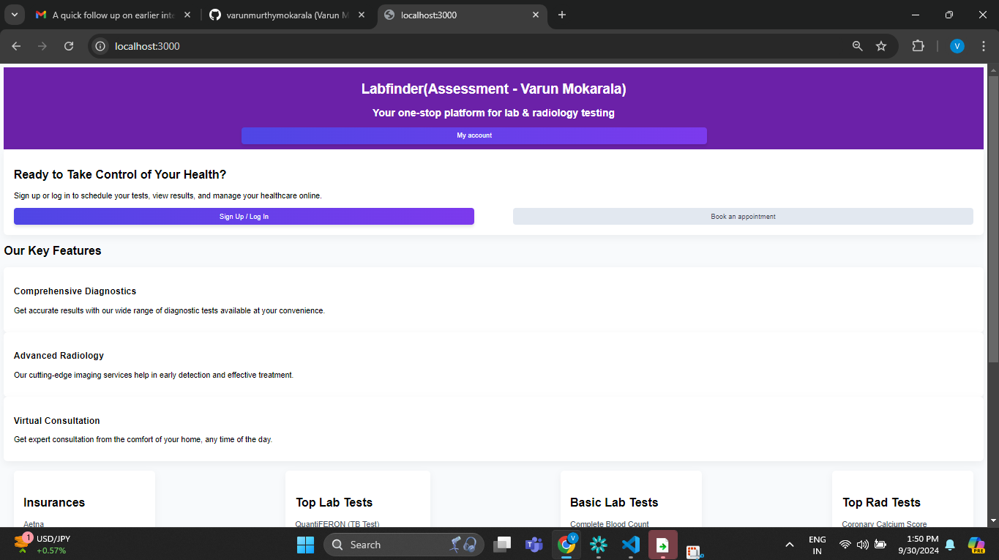 A quick follow up on earlier inte
varunmurthymokarala (Varun M
localhost:3000
localhost:3000
V
Labfinder(Assessment - Varun Mokarala)
Your one-stop platform for lab & radiology testing
My account
Ready to Take Control of Your Health?
Sign up or log in to schedule your tests, view results, and manage your healthcare online.
Sign Up / Log In
Book an appointment
Our Key Features
Comprehensive Diagnostics
Get accurate results with our wide range of diagnostic tests available at your convenience.
Advanced Radiology
Our cutting-edge imaging services help in early detection and effective treatment.
Virtual Consultation
Get expert consultation from the comfort of your home, any time of the day.
Insurances
Top Lab Tests
Basic Lab Tests
Top Rad Tests
Aetna
QuantiFERON (TB Test)
Complete Blood Count
Coronary Calcium Score
1
USD/JPY
+0.57%
Search
V
ENG
IN
1:50 PM
9/30/2024
PRE